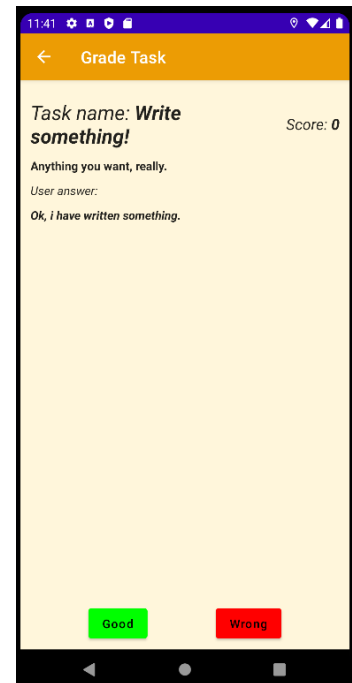 11:41
Grade Task
Task name: Write
something!
Score: 0
Anything you want, really.
User answer:
Ok, i have written something.
Good
Wrong